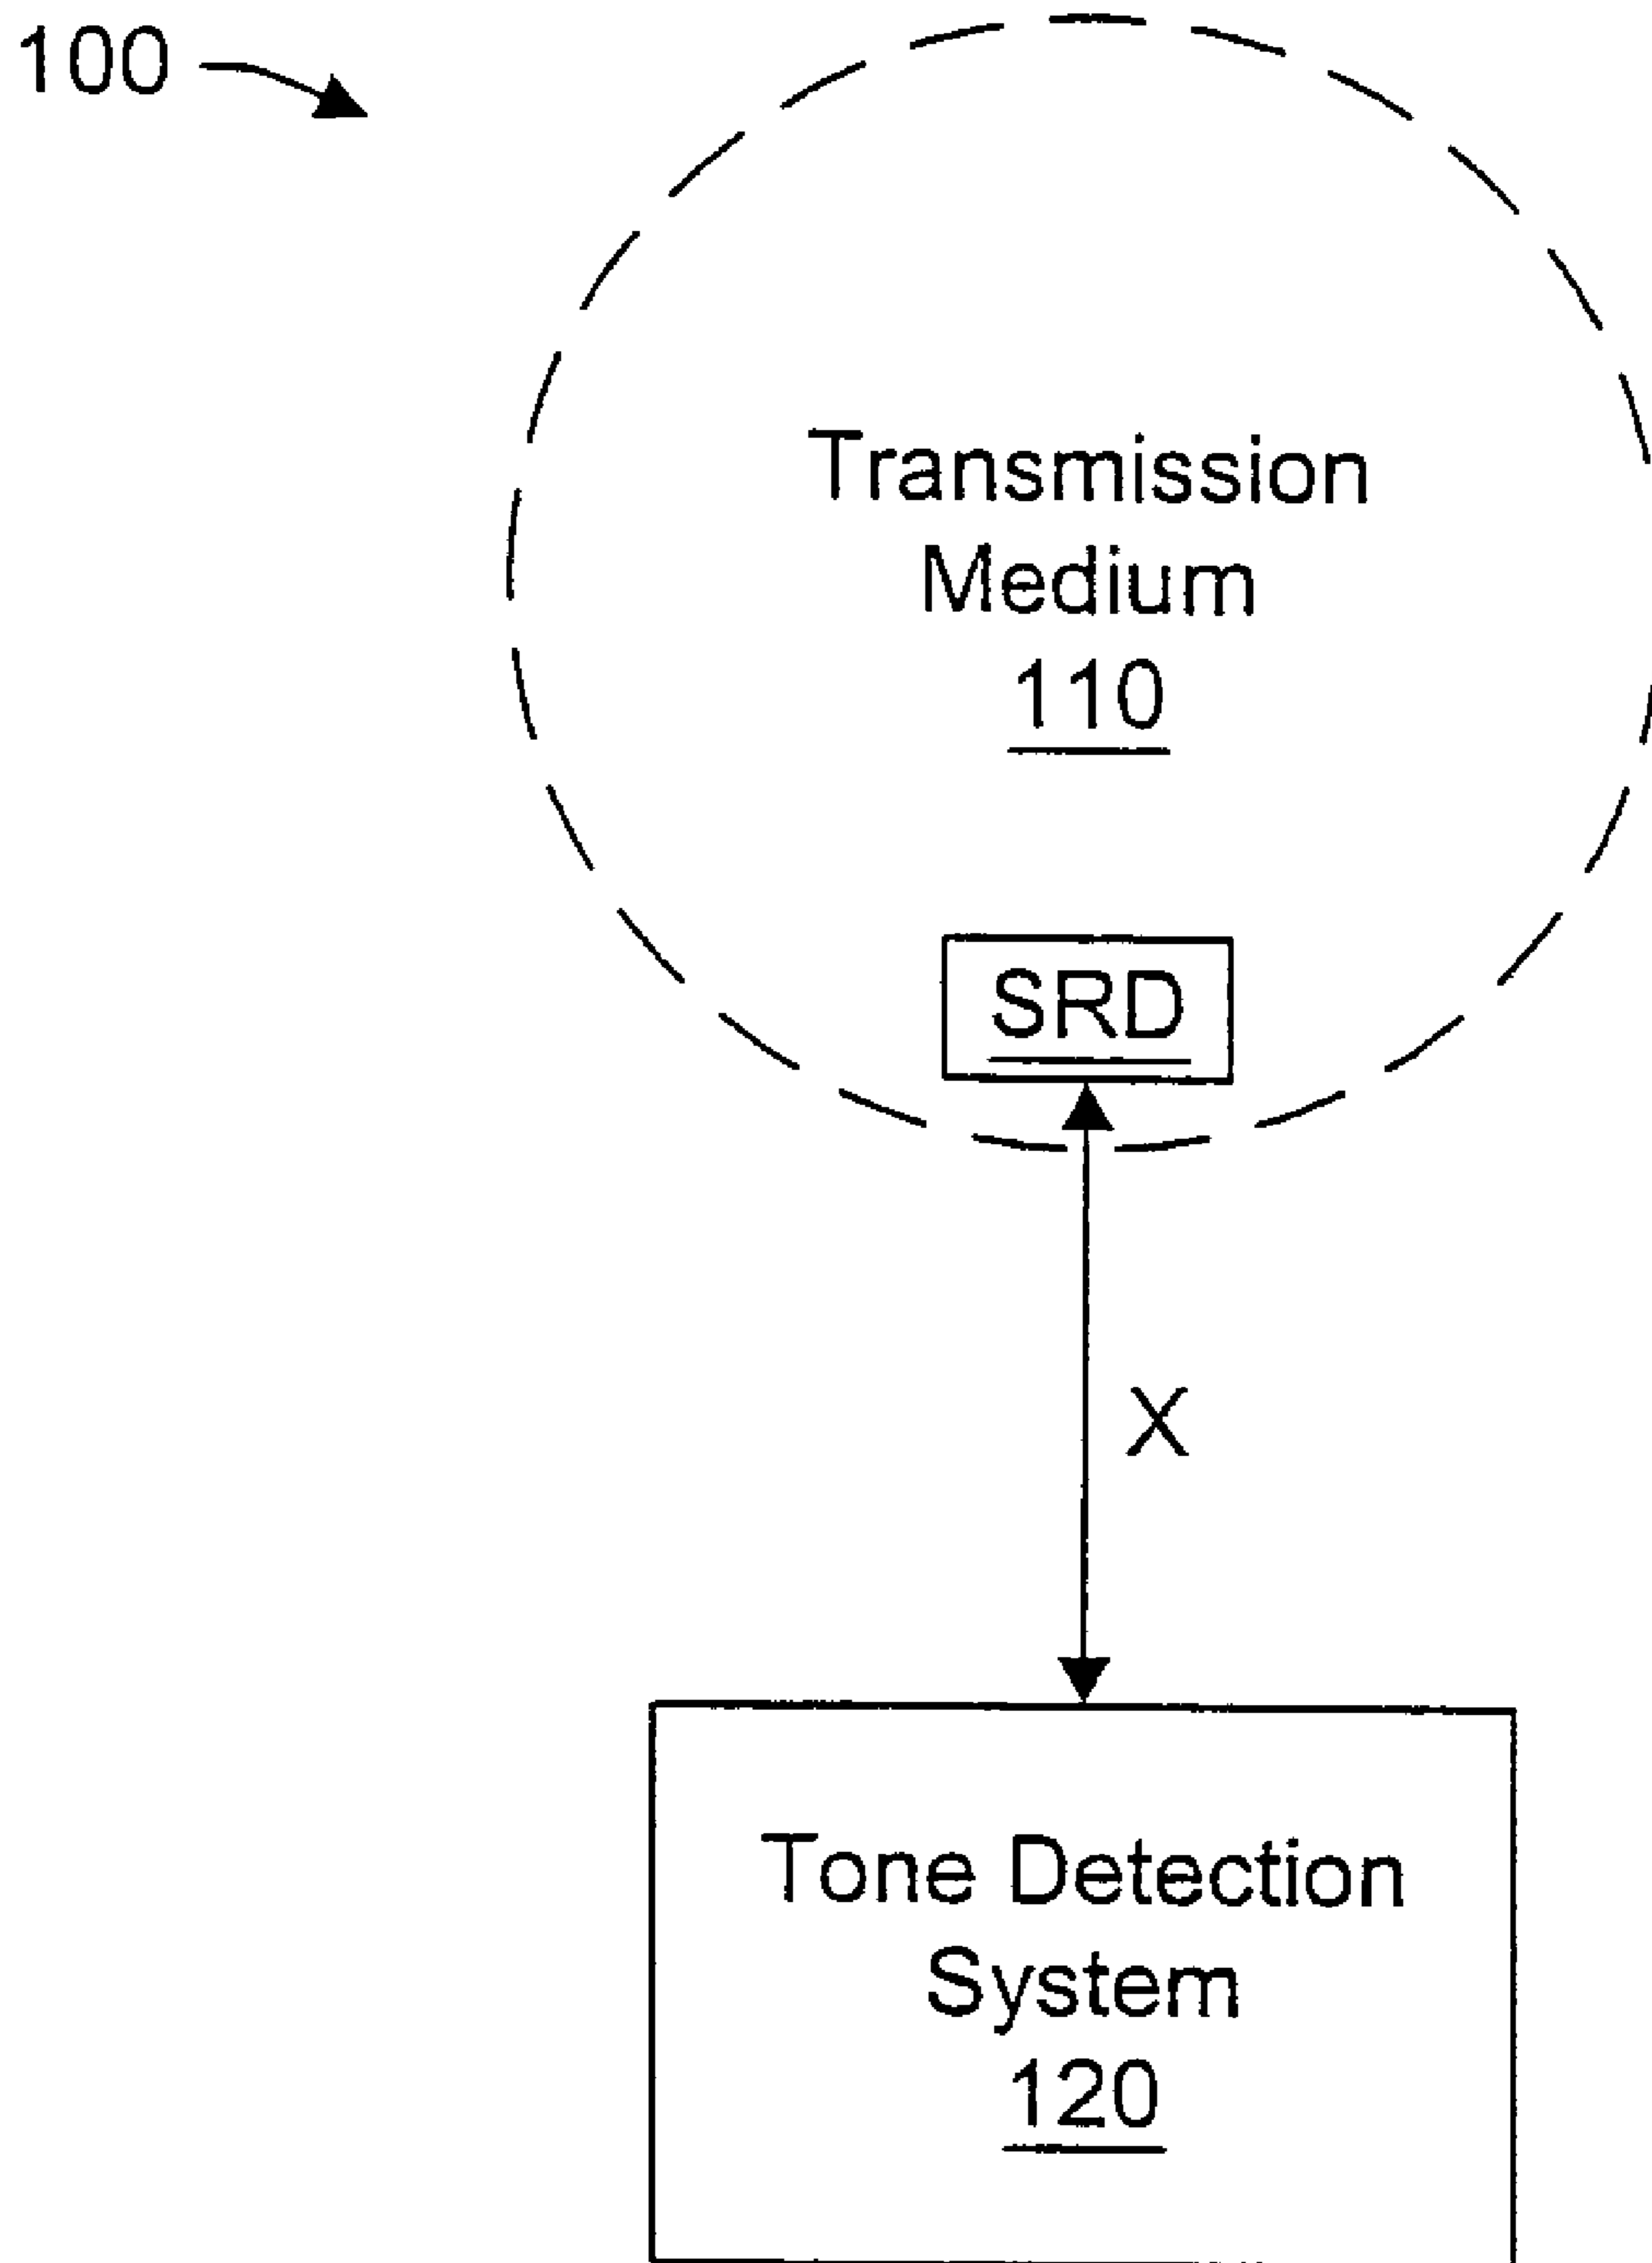 100
Transmission
Medium
110
SRD
X
Tone Detection
System
120